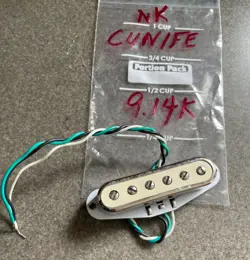 NK
1 CUP
CUNIFE
3/4 CUP
Portion Pack
1/2 CUP
9.14K